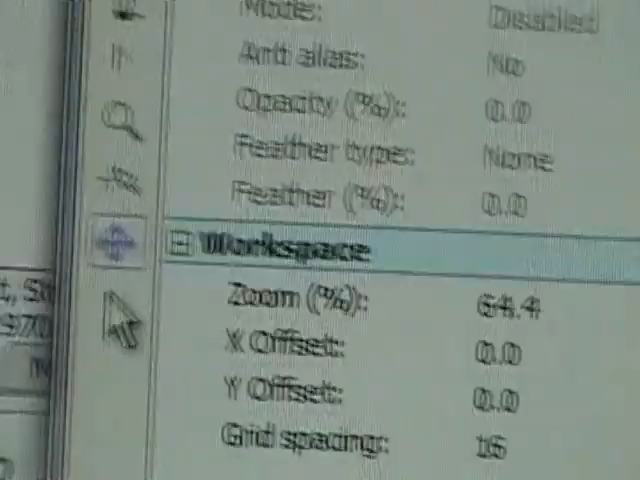 Mode: Disabled
Anti alias: No
Opacity (%): 0.0
Feather type: None
Feather (%): 0.0
Workspace
Zoom (%): 64.4
X Offset: 0.0
Y Offset: 0.0
Grid spacing: 16
970